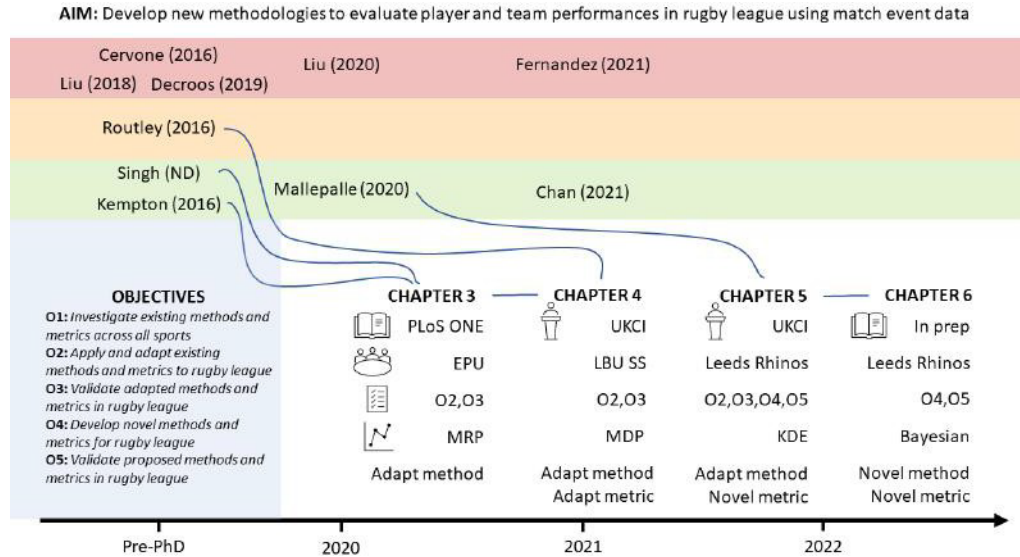 AIM: Develop new methodologies to evaluate player and team performances in rugby league using match event data
Cervone (2016)
Liu (2018)
Decroos (2019)
Liu (2020)
Fernandez (2021)
Routley (2016)
Singh (ND)
Kempton (2016)
Mallepalle (2020)
Chan (2021)
OBJECTIVES
O1: Investigate existing methods and
metrics across all sports
O2: Apply and adapt existing
methods and metrics to rugby league
O3: Validate adapted methods and
metrics in rugby league
O4: Develop novel methods and
metrics for rugby league
O5: Validate proposed methods and
metrics in rugby league
CHAPTER 3
PLoS ONE
EPU
O2,O3
MRP
Adapt method
CHAPTER 4
UKCI
LBU SS
O2,O3
MDP
Adapt method
Adapt metric
CHAPTER 5
UKCI
Leeds Rhinos
O2,O3,O4,O5
KDE
Adapt method
Novel metric
CHAPTER 6
In prep
Leeds Rhinos
O4,O5
Bayesian
Novel method
Novel metric
Pre-PhD
2020
2021
2022